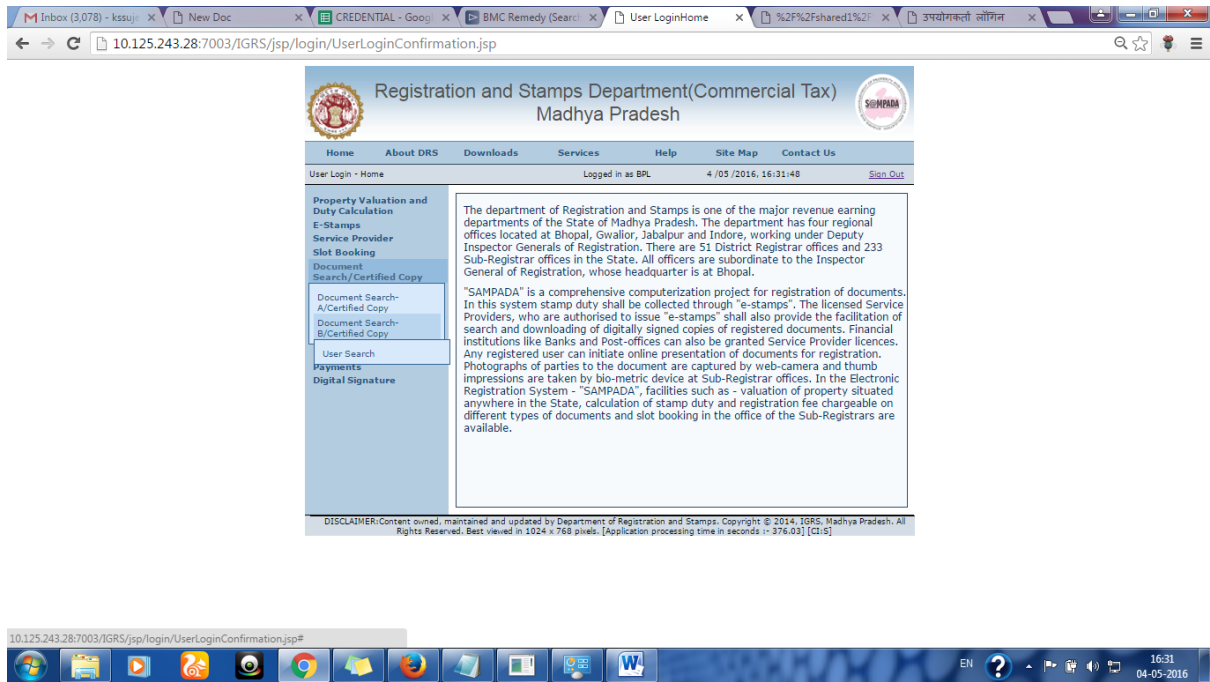 Inbox (3,078) - kssuje
New Doc
CREDENTIAL - Goog
BMC Remedy (Search
User LoginHome
%2F%2Fshared1%2F
उपयोगकर्ता लॉगिन
10.125.243.28:7003/IGRS/jsp/login/UserLoginConfirmation.jsp
Registration and Stamps Department(Commercial Tax)
Madhya Pradesh
S@MPADA
Home About DRS Downloads Services Help Site Map Contact Us
User Login - Home Logged in as BPL 4 /05 /2016, 16:31:48 Sign Out
Property Valuation and
Duty Calculation
E-Stamps
Service Provider
Slot Booking
Document
Search/Certified Copy
Document Search-
A/Certified Copy
Document Search-
B/Certified Copy
User Search
Payments
Digital Signature
The department of Registration and Stamps is one of the major revenue earning
departments of the State of Madhya Pradesh. The department has four regional
offices located at Bhopal, Gwalior, Jabalpur and Indore, working under Deputy
Inspector Generals of Registration. There are 51 District Registrar offices and 233
Sub-Registrar offices in the State. All officers are subordinate to the Inspector
General of Registration, whose headquarter is at Bhopal.
"SAMPADA" is a comprehensive computerization project for registration of documents.
In this system stamp duty shall be collected through "e-stamps". The licensed Service
Providers, who are authorised to issue "e-stamps" shall also provide the facilitation of
search and downloading of digitally signed copies of registered documents. Financial
institutions like Banks and Post-offices can also be granted Service Provider licences.
Any registered user can initiate online presentation of documents for registration.
Photographs of parties to the document are captured by web-camera and thumb
impressions are taken by bio-metric device at Sub-Registrar offices. In the Electronic
Registration System - "SAMPADA", facilities such as - valuation of property situated
anywhere in the State, calculation of stamp duty and registration fee chargeable on
different types of documents and slot booking in the office of the Sub-Registrars are
available.
DISCLAIMER:Content owned, maintained and updated by Department of Registration and Stamps. Copyright © 2014, IGRS, Madhya Pradesh. All
Rights Reserved. Best viewed in 1024 x 768 pixels. [Application processing time in seconds :- 376.03] [CI:S]
10.125.243.28:7003/IGRS/jsp/login/UserLoginConfirmation.jsp#
EN
16:31
04-05-2016